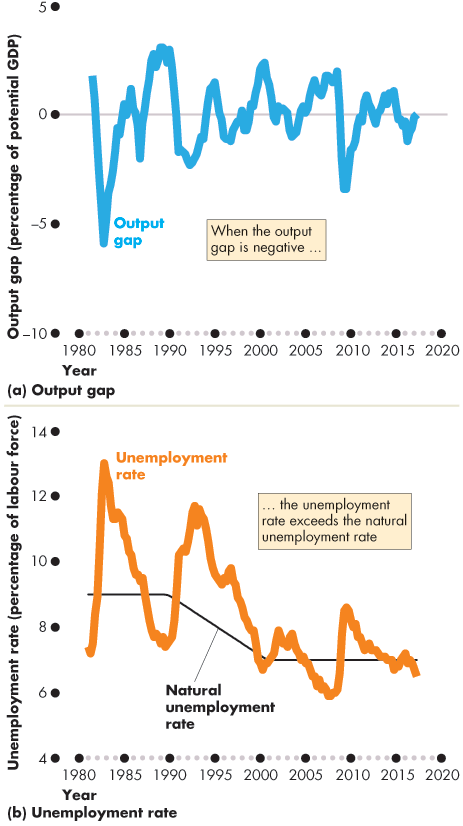 Output gap (percentage of potential GDP)
5
0
−5
−10
Output
gap
When the output
gap is negative …
1980 1985 1990 1995 2000 2005 2010 2015 2020
Year
(a) Output gap
Unemployment rate (percentage of labour force)
14
12
10
8
6
4
Unemployment
rate
… the unemployment
rate exceeds the natural
unemployment rate
Natural
unemployment
rate
1980 1985 1990 1995 2000 2005 2010 2015 2020
Year
(b) Unemployment rate